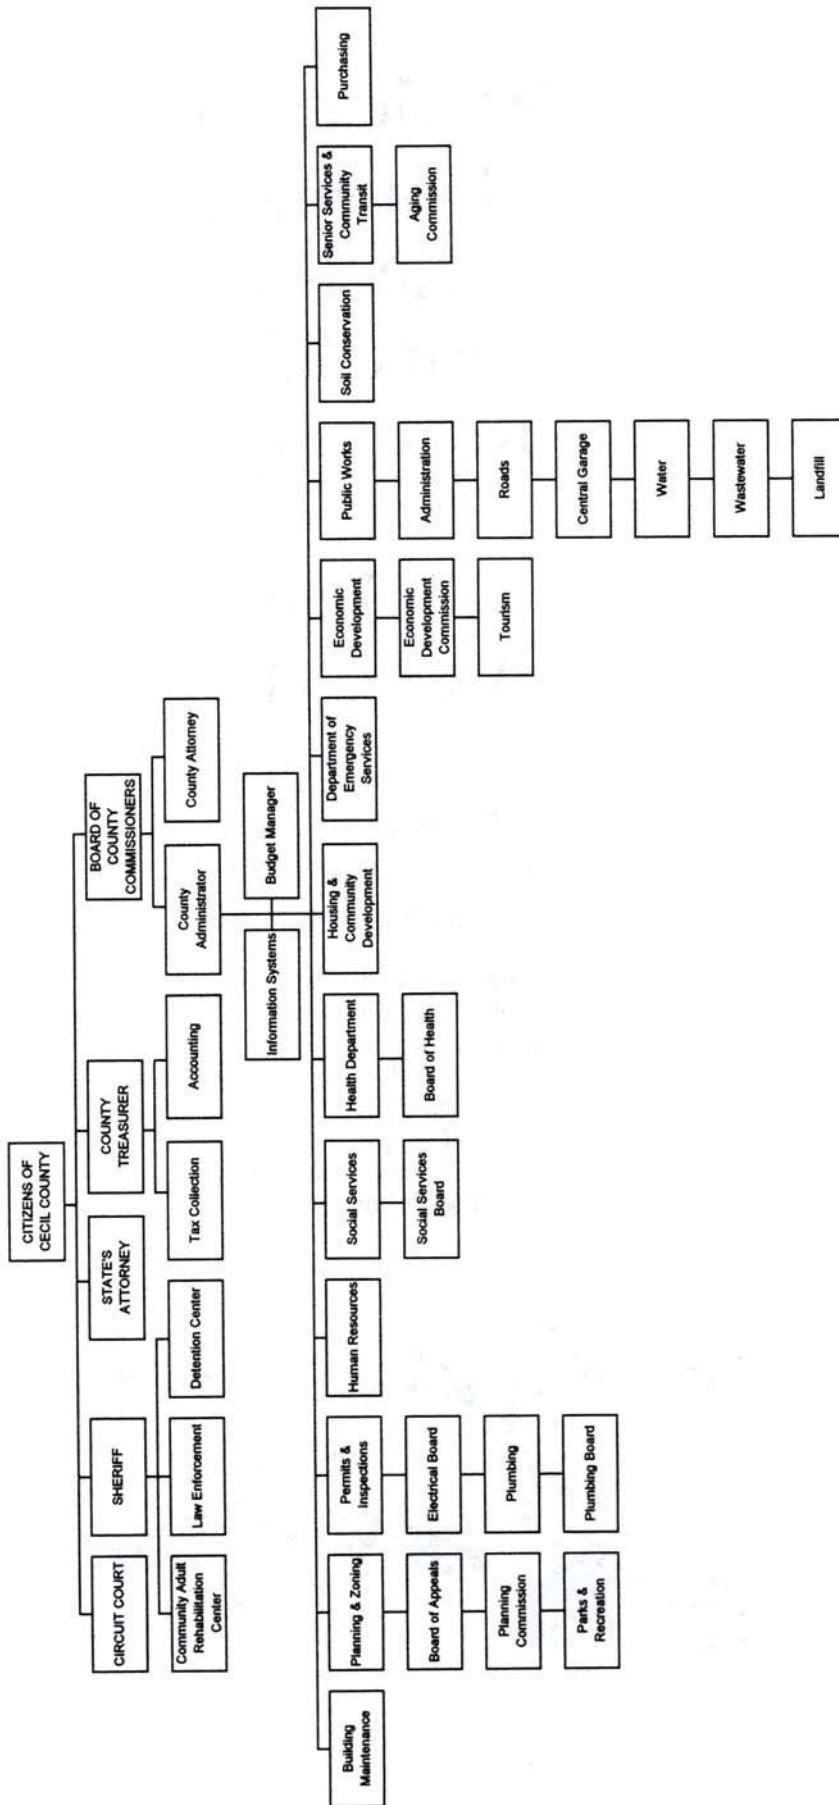 CITIZENS OF
CECIL COUNTY
CIRCUIT COURT
SHERIFF
STATE'S
ATTORNEY
COUNTY
TREASURER
BOARD OF
COUNTY
COMMISSIONERS
Community Adult
Rehabilitation
Center
Law Enforcement
Detention Center
Tax Collection
Accounting
County
Administrator
County Attorney
Information Systems
Budget Manager
Building
Maintenance
Planning & Zoning
Board of Appeals
Planning
Commission
Parks &
Recreation
Permits &
Inspections
Electrical Board
Plumbing
Plumbing Board
Human Resources
Social Services
Social Services
Board
Health Department
Board of Health
Housing &
Community
Development
Department of
Emergency
Services
Economic
Development
Economic
Development
Commission
Tourism
Public Works
Administration
Roads
Central Garage
Water
Wastewater
Landfill
Soil Conservation
Senior Services &
Community
Transit
Aging
Commission
Purchasing